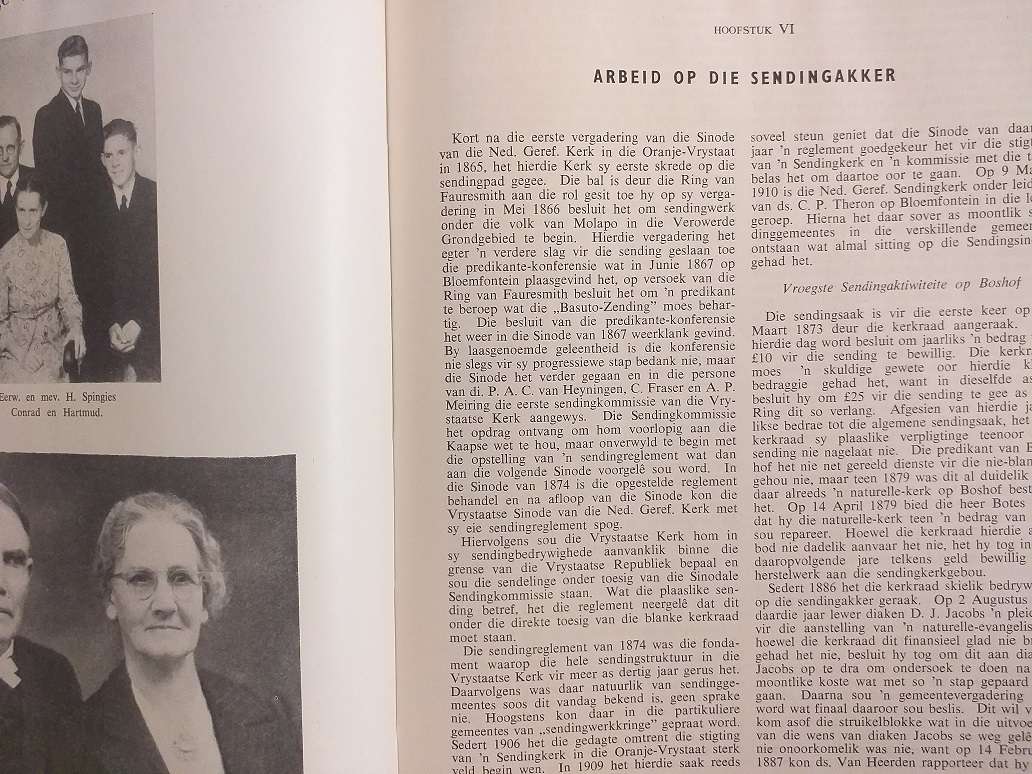 Eerw. en mev. H. Spingies
Conrad en Hartmud.
HOOFSTUK VI
ARBEID OP DIE SENDINGAKKER
Kort na die eerste vergadering van die Sinode
van die Ned. Geref. Kerk in die Oranje-Vrystaat
in 1865, het hierdie Kerk sy eerste skrede op die
sendingpad gegee. Die bal is deur die Ring van
Fauresmith aan die rol gesit toe hy op sy verga-
dering in Mei 1866 besluit het om sendingwerk
onder die volk van Molapo in die Verowerde
Grondgebied te begin. Hierdie vergadering het
egter 'n verdere slag vir die sending geslaan toe
die predikante-konferensie wat in Junie 1867 op
Bloemfontein plaasgevind het, op versoek van die
Ring van Fauresmith besluit het om 'n predikant
te beroep wat die „Basuto-Zending" moes behar-
tig. Die besluit van die predikante-konferensie
het weer in die Sinode van 1867 weerklank gevind.
By laasgenoemde geleentheid is die konferensie
nie slegs vir sy progressiewe stap bedank nie, maar
die Sinode het verder gegaan en in die persone
van di. P. A. C. van Heyningen, C. Fraser en A. P.
Meiring die eerste sendingkommissie van die Vry-
staatse Kerk aangewys. Die Sendingkommissie
het opdrag ontvang om hom voorlopig aan die
Kaapse wet te hou, maar onverwyld te begin met
die opstelling van 'n sendingreglement wat dan
aan die volgende Sinode voorgelê sou word. In
die Sinode van 1874 is die opgestelde reglement
behandel en na afloop van die Sinode kon die
Vrystaatse Sinode van die Ned. Geref. Kerk met
sy eie sendingreglement spog.
Hiervolgens sou die Vrystaatse Kerk hom in
sy sendingbedrywighede aanvanklik binne die
grense van die Vrystaatse Republiek bepaal en
sou die sendelinge onder toesig van die Sinodale
Sendingkommissie staan. Wat die plaaslike sen-
ding betref, het die reglement neergelê dat dit
onder die direkte toesig van die blanke kerkraad
moet staan.
Die sendingreglement van 1874 was die fonda-
ment waarop die hele sendingstruktuur in die
Vrystaatse Kerk vir meer as dertig jaar gerus het.
Daarvolgens was daar natuurlik van sendingge-
meentes soos dit vandag bekend is, geen sprake
nie. Hoogstens kon daar in die partikuliere
gemeentes van „sendingwerkkringe" gepraat word.
Sedert 1906 het die gedagte omtrent die stigting
van 'n Sendingkerk in die Oranje-Vrystaat sterk
veld begin wen. In 1909 het hierdie saak reeds
soveel steun geniet dat die Sinode van daar
jaar 'n reglement goedgekeur het vir die stigt
van 'n Sendingkerk en 'n kommissie met die t
belas het om daartoe oor te gaan. Op 9 Ma
1910 is die Ned. Geref. Sendingkerk onder leid
van ds. C. P. Theron op Bloemfontein in die le
geroep. Hierna het daar sover as moontlik
dinggemeentes in die verskillende gemeen
ontstaan wat almal sitting op die Sendingsin
gehad het.
Vroegste Sendingaktiwiteite op Boshof
Die sendingsaak is vir die eerste keer op
Maart 1873 deur die kerkraad aangeraak.
hierdie dag word besluit om jaarliks 'n bedrag
£10 vir die sending te bewillig. Die kerkr
moes 'n skuldige gewete oor hierdie k
bedraggie gehad het, want in dieselfde a
besluit hy om £25 vir die sending te gee as
Ring dit so verlang. Afgesien van hierdie j
likse bedrae tot die algemene sendingsaak, het
kerkraad sy plaaslike verpligtinge teenoor
sending nie nagelaat nie. Die predikant van B
hof het nie net gereeld dienste vir die nie-blan
gehou nie, maar teen 1879 was dit al duidelik
daar alreeds 'n naturelle-kerk op Boshof best
het. Op 14 April 1879 bied die heer Botes
dat hy die naturelle-kerk teen 'n bedrag van
sou repareer. Hoewel die kerkraad hierdie a
bod nie dadelik aanvaar het nie, het hy tog in
daaropvolgende jare telkens geld bewillig
herstelwerk aan die sendingkerkgebou.
Sedert 1886 het die kerkraad skielik bedryw
op die sendingakker geraak. Op 2 Augustus
daardie jaar lewer diaken D. J. Jacobs 'n pleid
vir die aanstelling van 'n naturelle-evangelis
hoewel die kerkraad dit finansieel glad nie br
gehad het nie, besluit hy tog om dit aan dia
Jacobs op te dra om ondersoek te doen na
moontlike koste wat met so 'n stap gepaard
gaan. Daarna sou 'n gemeentevergadering
word wat finaal daaroor sou beslis. Dit wil v
kom asof die struikelblokke wat in die uitvoe
van die wens van diaken Jacobs se weg gelê
nie onoorkomelik was nie, want op 14 Febr
1887 kon ds. Van Heerden rapporteer dat hy